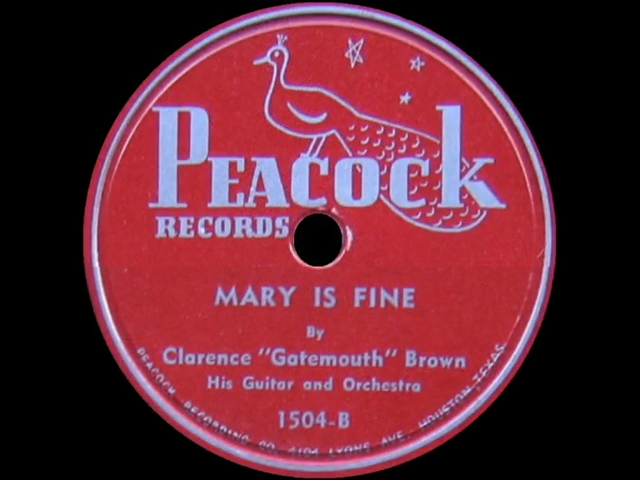 PEACOCK
RECORDS
MARY IS FINE
By
Clarence "Gatemouth" Brown
His Guitar and Orchestra
1504-B
PEACOCK RECORDING CO. 4104 LYONS AVE. HOUSTON, TEXAS